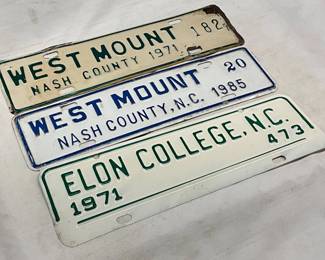 WEST MOUNT 182
NASH COUNTY 1971
WEST MOUNT 20
NASH COUNTY, N.C. 1985
ELON COLLEGE, N.C.
1971 473